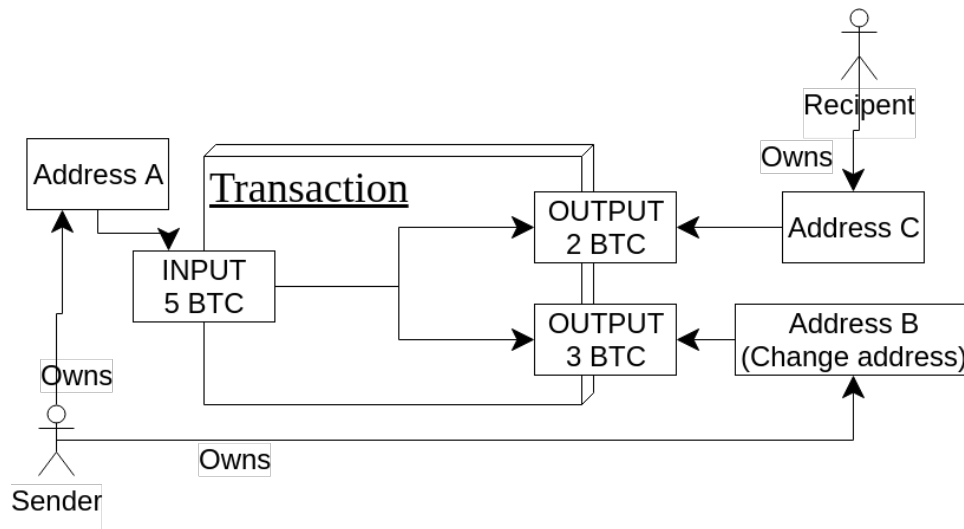 Recipent
Owns
Address A
Transaction
OUTPUT
2 BTC
Address C
INPUT
5 BTC
OUTPUT
3 BTC
Address B
(Change address)
Owns
Owns
Sender